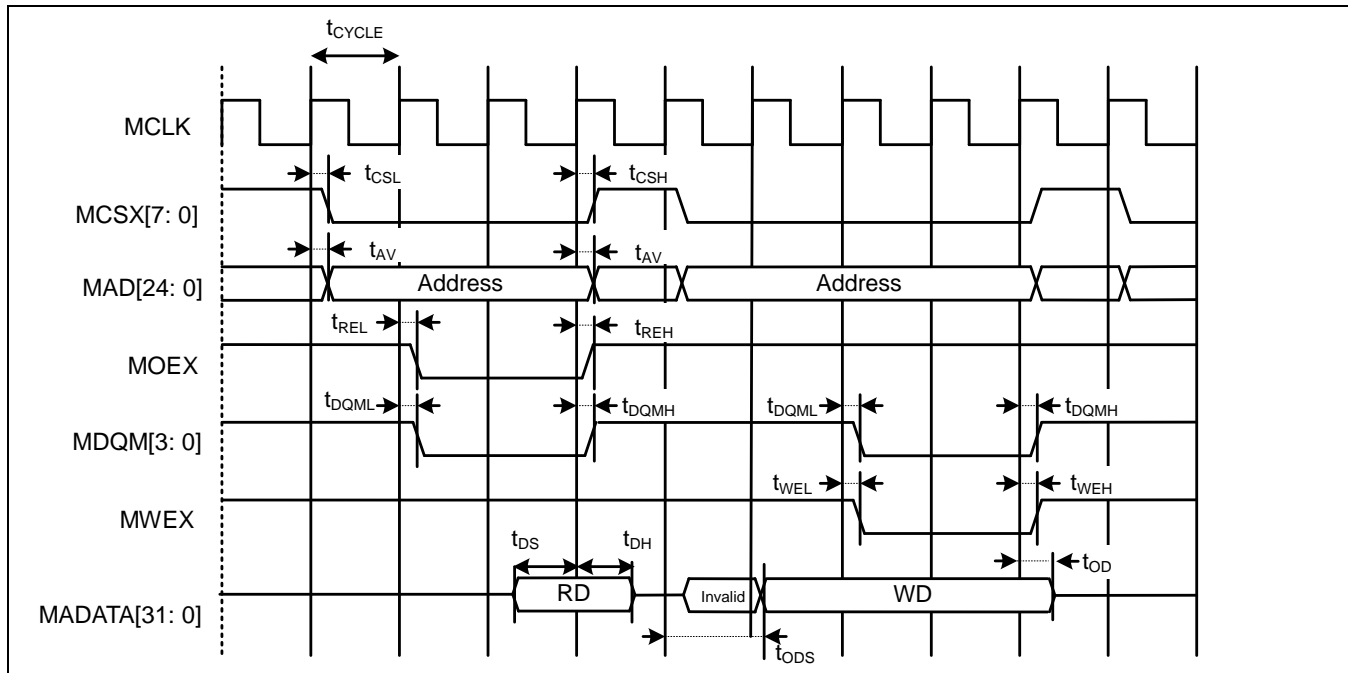 tCYCLE
MCLK
tCSL tCSH
MCSX[7: 0]
tAV tAV
MAD[24: 0] Address Address
tREL tREH
MOEX
tDQML tDQMH tDQML tDQMH
MDQM[3: 0]
tWEL tWEH
MWEX
tDS tDH
tOD
RD Invalid WD
MADATA[31: 0]
tODS